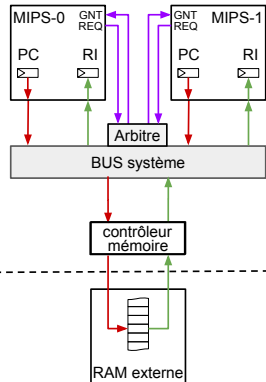 MIPS-0
GNT
REQ
PC
RI
MIPS-1
GNT
REQ
PC
RI
Arbitre
BUS système
contrôleur
mémoire
RAM externe